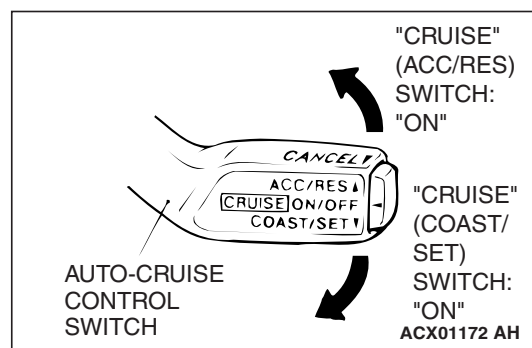 "CRUISE"
(ACC/RES)
SWITCH:
"ON"
CANCEL▼
ACC/RES▲
CRUISE ON/OFF
COAST/SET▼
"CRUISE"
(COAST/
SET)
SWITCH:
"ON"
AUTO-CRUISE
CONTROL
SWITCH
ACX01172 AH